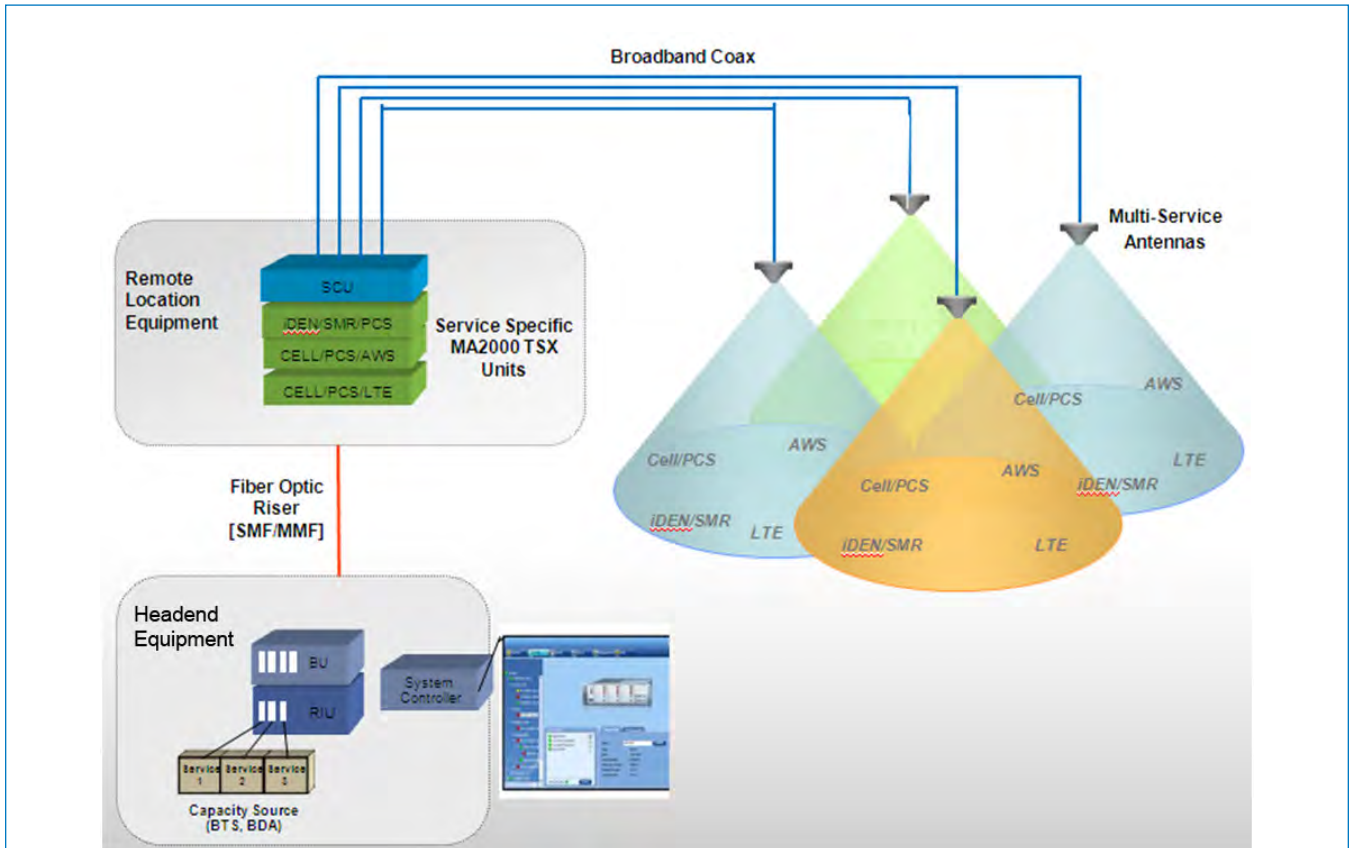 Broadband Coax
Multi-Service
Antennas
Remote
Location
Equipment
SCU
iDEN/SMR/PCS
CELL/PCS/AWS
CELL/PCS/LTE
Service Specific
MA2000 TSX
Units
AWS
Cell/PCS
LTE
iDEN/SMR
Cell/PCS
AWS
iDEN/SMR
LTE
Cell/PCS
AWS
iDEN/SMR
LTE
Fiber Optic
Riser
[SMF/MMF]
Headend
Equipment
BU
RIU
System
Controller
Service
1
Service
2
Service
3
Capacity Source
(BTS, BDA)